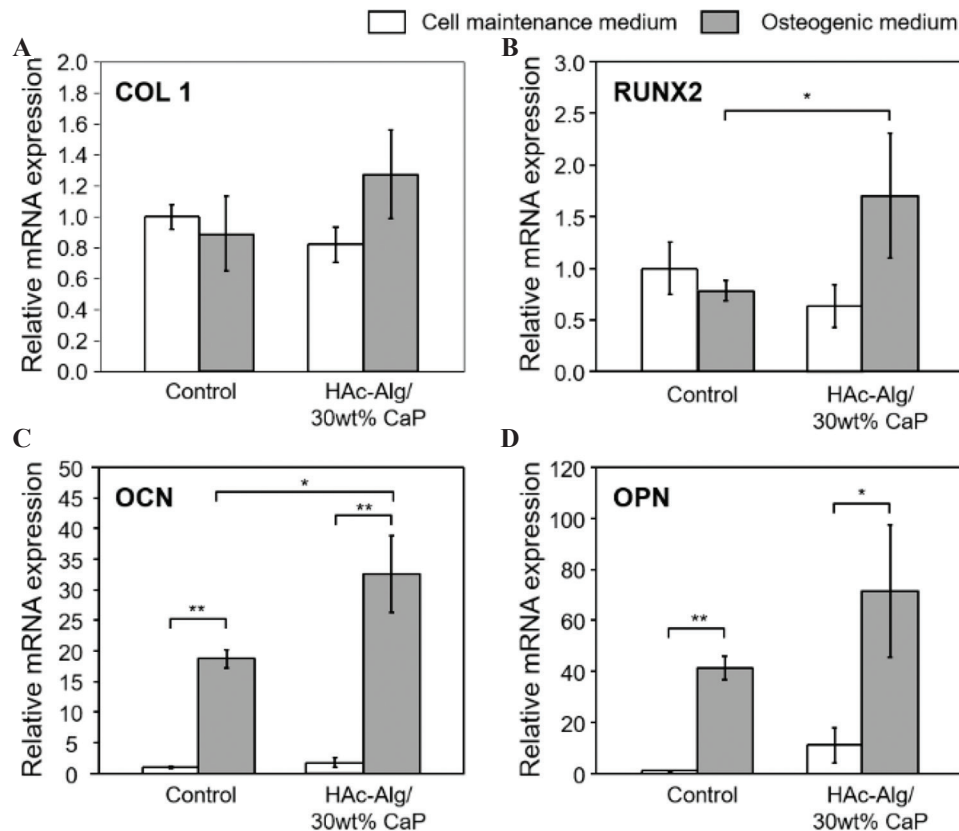 Cell maintenance medium Osteogenic medium
A
2.0
1.8
1.6
1.4
1.2
1.0
0.8
0.6
0.4
0.2
0.0
Relative mRNA expression
COL 1
Control
HAc-Alg/
30wt% CaP
B
3.0
2.5
2.0
1.5
1.0
0.5
0.0
Relative mRNA expression
RUNX2
*
Control
HAc-Alg/
30wt% CaP
C
50
45
40
35
30
25
20
15
10
5
0
Relative mRNA expression
OCN
*
**
**
Control
HAc-Alg/
30wt% CaP
D
120
100
80
60
40
20
0
Relative mRNA expression
OPN
*
**
Control
HAc-Alg/
30wt% CaP